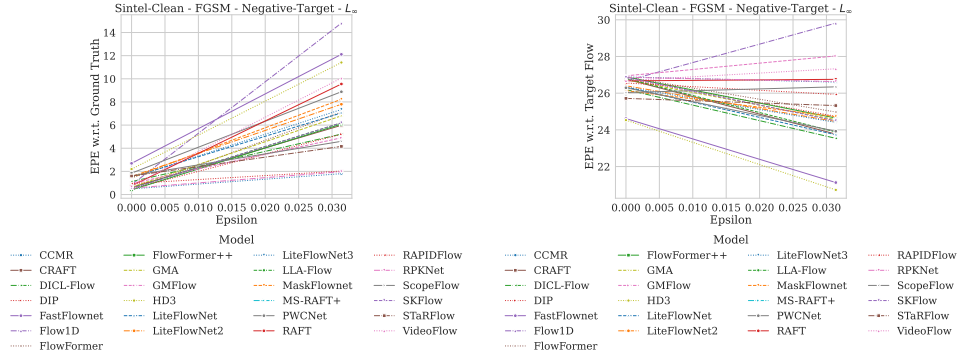 Sintel-Clean - FGSM - Negative-Target - L∞
EPE w.r.t. Ground Truth
14
12
10
8
6
4
2
0
0.000 0.005 0.010 0.015 0.020 0.025 0.030
Epsilon
Model
CCMR FlowFormer++ LiteFlowNet3 RAPIDFlow
CRAFT GMA LLA-Flow RPKNet
DICL-Flow GMFlow MaskFlownet ScopeFlow
DIP HD3 MS-RAFT+ SKFlow
FastFlownet LiteFlowNet PWCNet STaRFlow
Flow1D LiteFlowNet2 RAFT VideoFlow
FlowFormer
Sintel-Clean - FGSM - Negative-Target - L∞
EPE w.r.t. Target Flow
30
28
26
24
22
0.000 0.005 0.010 0.015 0.020 0.025 0.030
Epsilon
Model
CCMR FlowFormer++ LiteFlowNet3 RAPIDFlow
CRAFT GMA LLA-Flow RPKNet
DICL-Flow GMFlow MaskFlownet ScopeFlow
DIP HD3 MS-RAFT+ SKFlow
FastFlownet LiteFlowNet PWCNet STaRFlow
Flow1D LiteFlowNet2 RAFT VideoFlow
FlowFormer